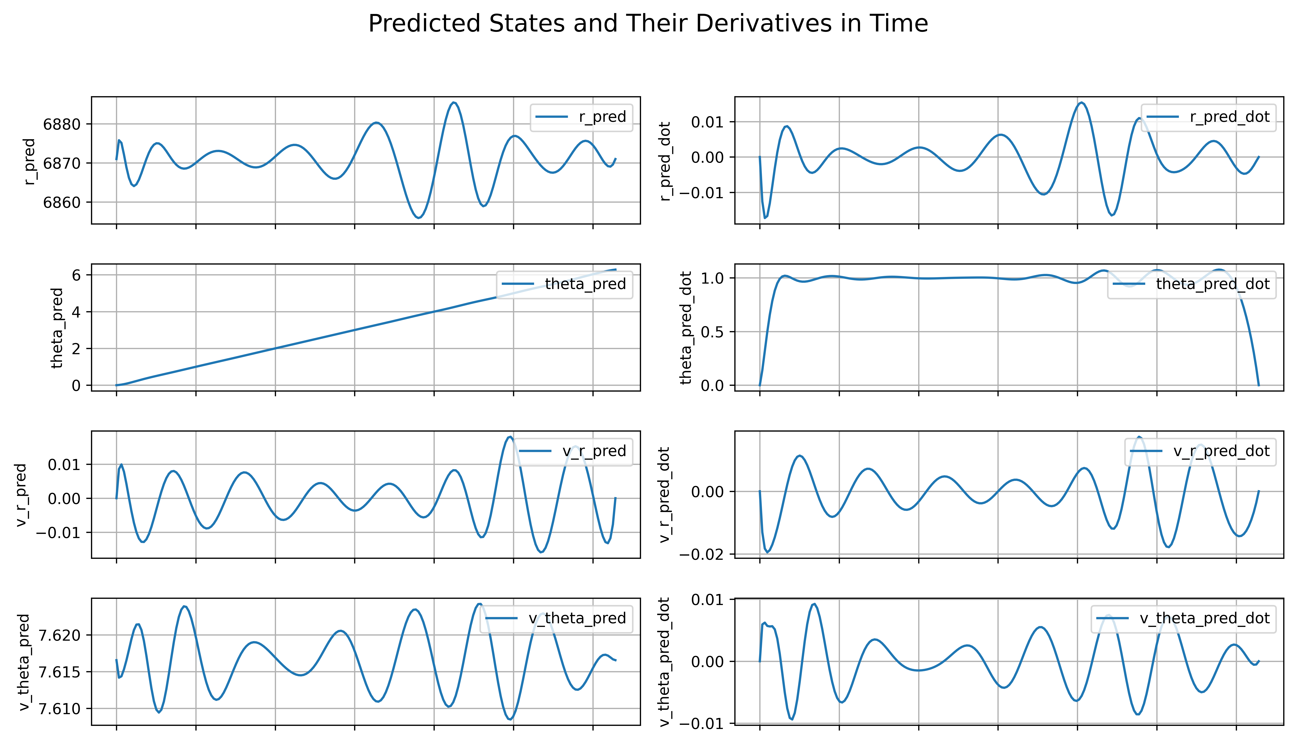 Predicted States and Their Derivatives in Time
r_pred
6880
6870
6860
r_pred
r_pred_dot
0.01
0.00
−0.01
r_pred_dot
theta_pred
6
4
2
0
theta_pred
theta_pred_dot
1.0
0.5
0.0
theta_pred_dot
v_r_pred
0.01
0.00
−0.01
v_r_pred
v_r_pred_dot
0.00
−0.02
v_r_pred_dot
v_theta_pred
7.620
7.615
7.610
v_theta_pred
v_theta_pred_dot
0.01
0.00
−0.01
v_theta_pred_dot